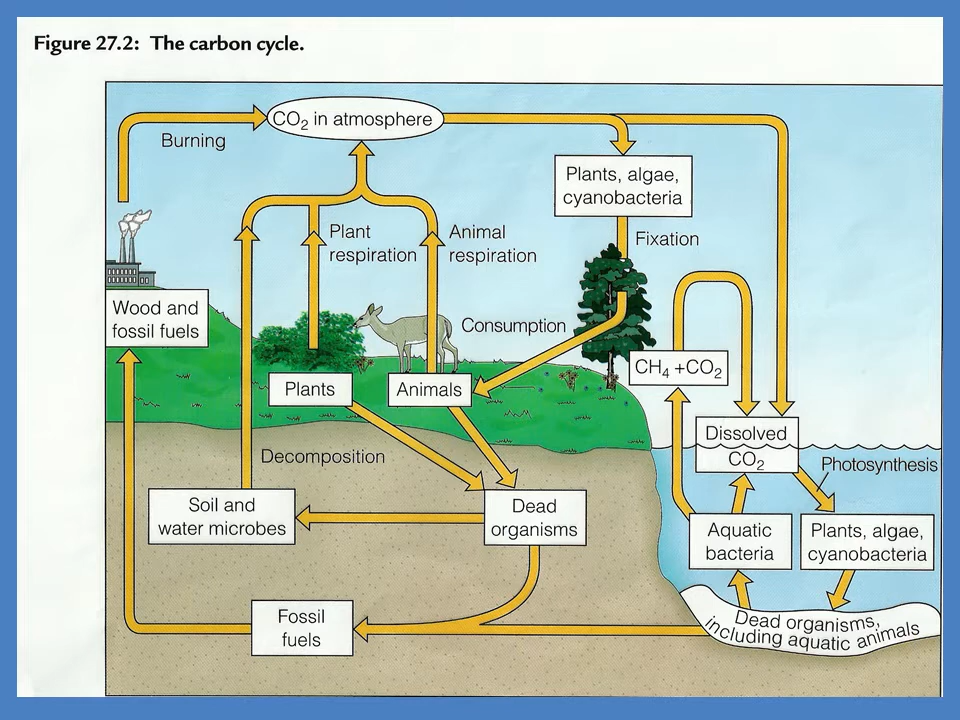 Figure 27.2: The carbon cycle.
CO₂ in atmosphere
Burning
Plants, algae,
cyanobacteria
Plant
respiration
Animal
respiration
Fixation
Wood and
fossil fuels
Consumption
CH₄ +CO₂
Plants
Animals
Dissolved
CO₂
Decomposition
Photosynthesis
Soil and
water microbes
Dead
organisms
Aquatic
bacteria
Plants, algae,
cyanobacteria
Fossil
fuels
Dead organisms,
including aquatic animals